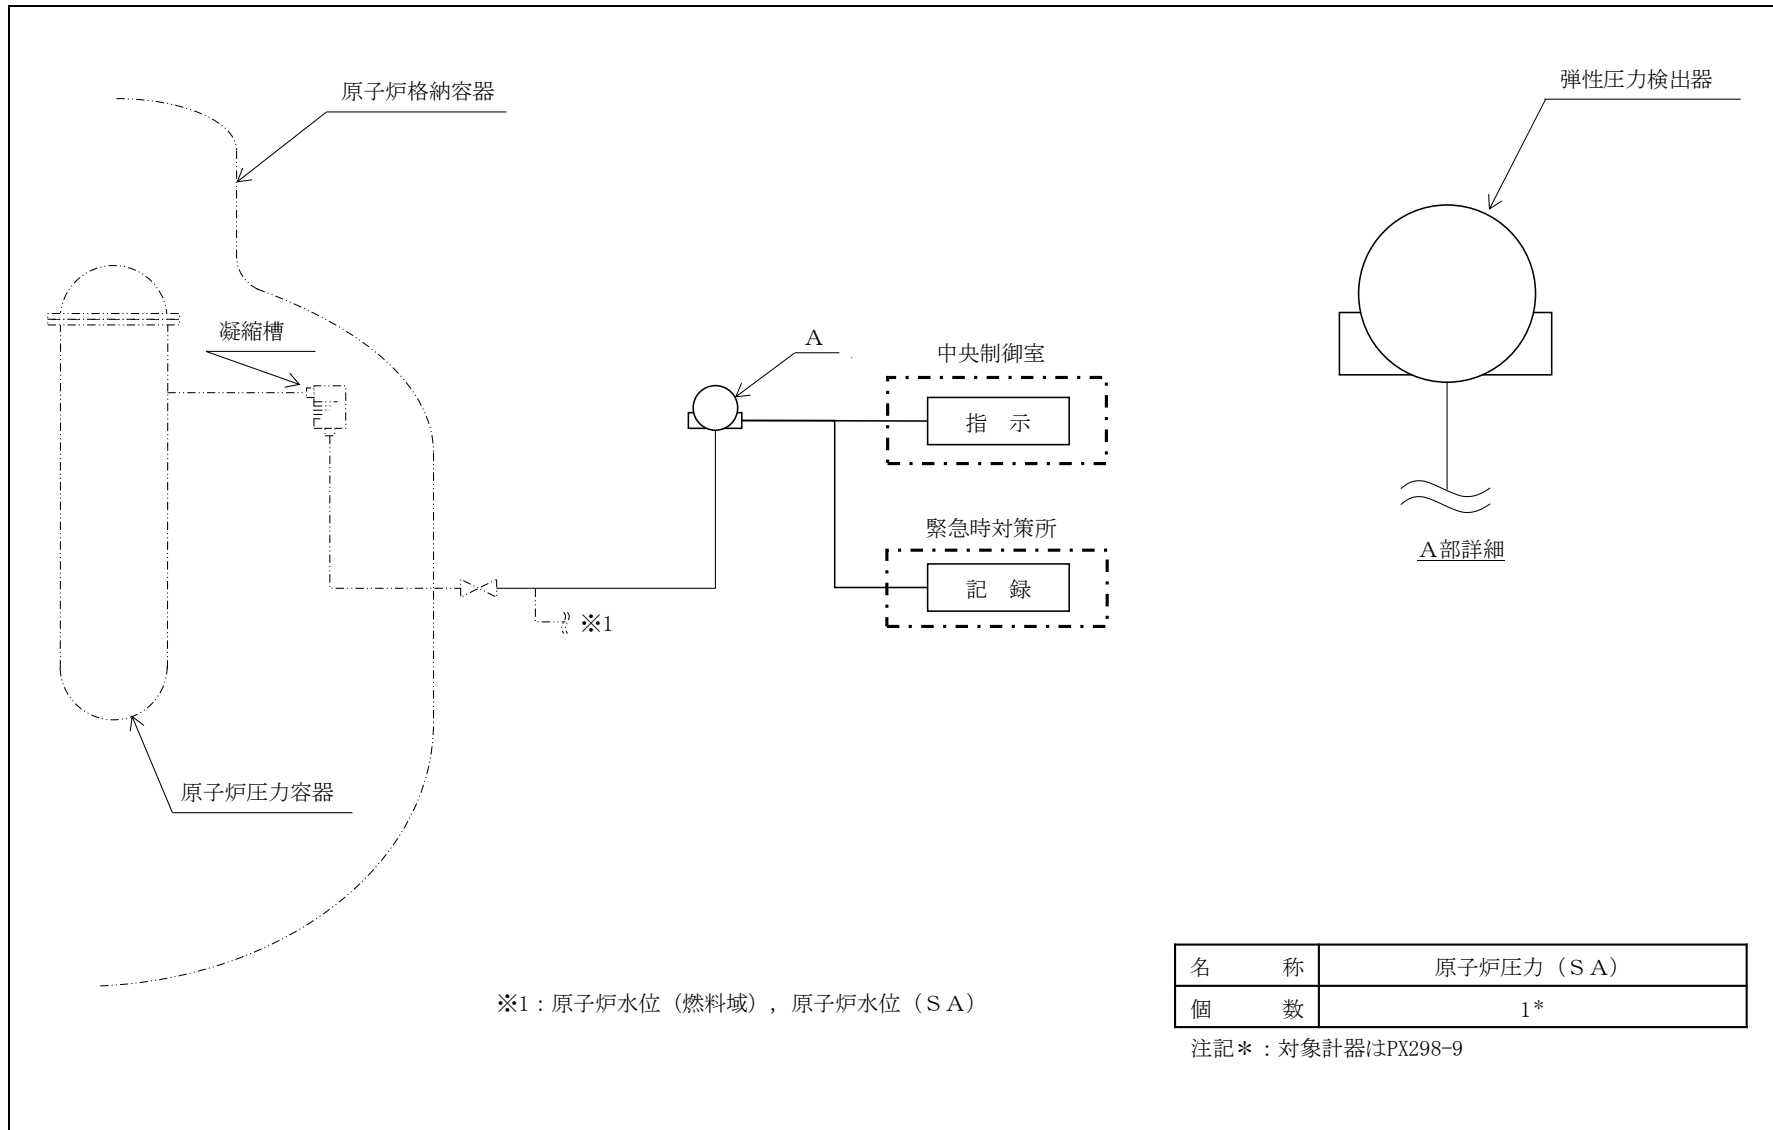 原子炉格納容器
弾性圧力検出器
凝縮槽
A
中央制御室
指 示
緊急時対策所
記 録
※1
A部詳細
原子炉圧力容器
名 称 原子炉圧力(SA)
個 数 1*
※1:原子炉水位(燃料域),原子炉水位(SA)
注記*:対象計器はPX298-9